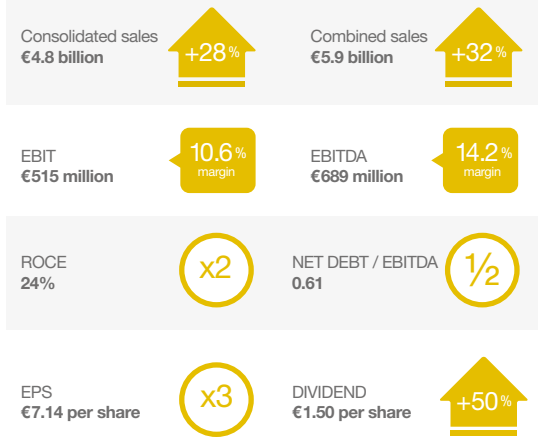 Consolidated sales
€4.8 billion
+28%
Combined sales
€5.9 billion
+32%
EBIT
€515 million
10.6%
margin
EBITDA
€689 million
14.2%
margin
ROCE
24%
x2
NET DEBT / EBITDA
0.61
½
EPS
€7.14 per share
x3
DIVIDEND
€1.50 per share
+50%